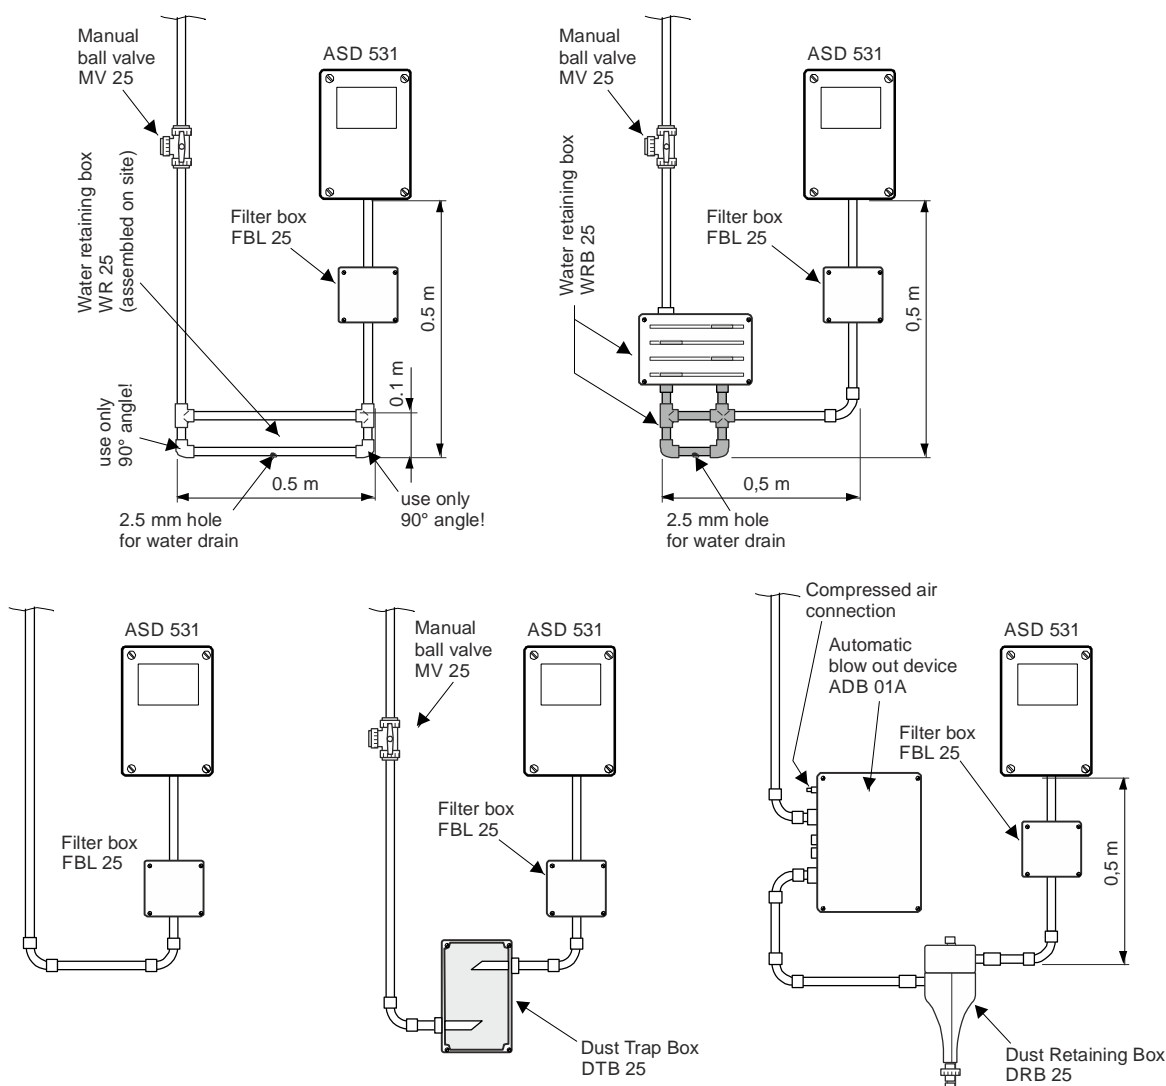 Manual
ball valve
MV 25
ASD 531
Water retaining box
WR 25
(assembled on site)
Filter box
FBL 25
0.5 m
0.1 m
use only
90° angle!
0.5 m
use only
90° angle!
2.5 mm hole
for water drain
Manual
ball valve
MV 25
ASD 531
Water retaining box
WRB 25
Filter box
FBL 25
0,5 m
0,5 m
2.5 mm hole
for water drain
ASD 531
Filter box
FBL 25
Manual
ball valve
MV 25
ASD 531
Filter box
FBL 25
Dust Trap Box
DTB 25
Compressed air
connection
Automatic
blow out device
ADB 01A
ASD 531
Filter box
FBL 25
0,5 m
Dust Retaining Box
DRB 25